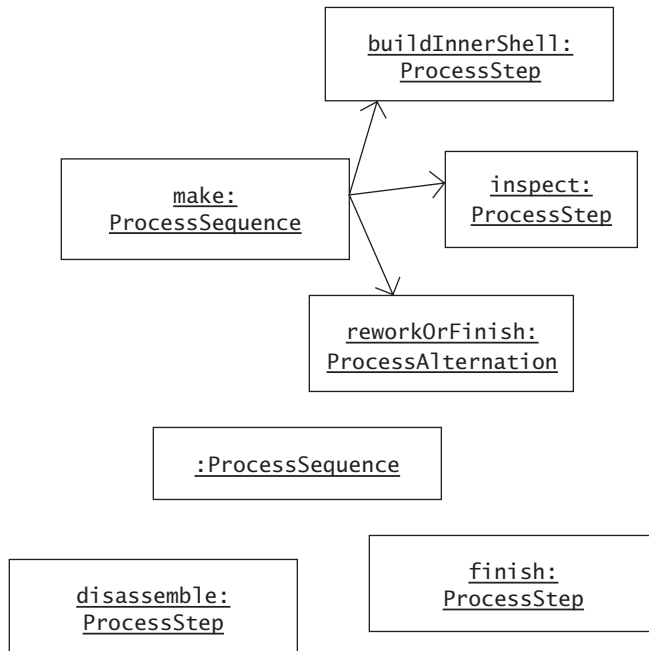 buildInnerShell:
ProcessStep
make:
ProcessSequence
inspect:
ProcessStep
reworkOrFinish:
ProcessAlternation
:ProcessSequence
disassemble:
ProcessStep
finish:
ProcessStep